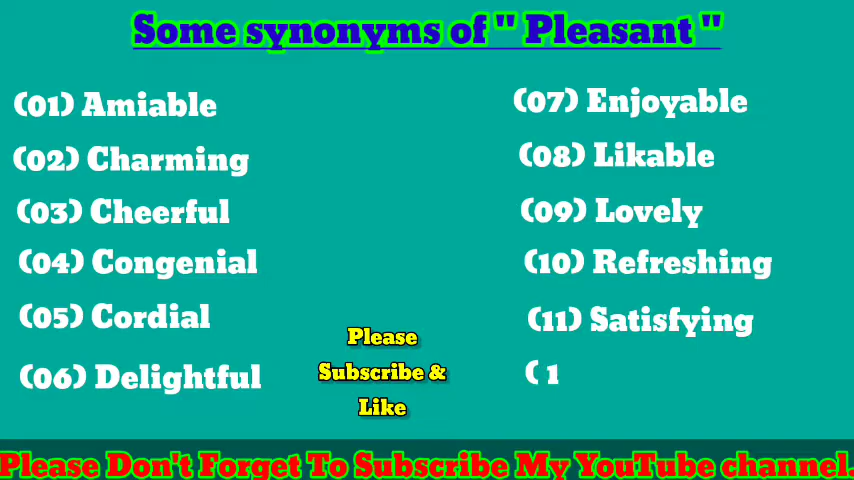 Some synonyms of " Pleasant "
(01) Amiable
(02) Charming
(03) Cheerful
(04) Congenial
(05) Cordial
(06) Delightful
(07) Enjoyable
(08) Likable
(09) Lovely
(10) Refreshing
(11) Satisfying
( 1
Please
Subscribe &
Like
Please Don't Forget To Subscribe My YouTube channel.